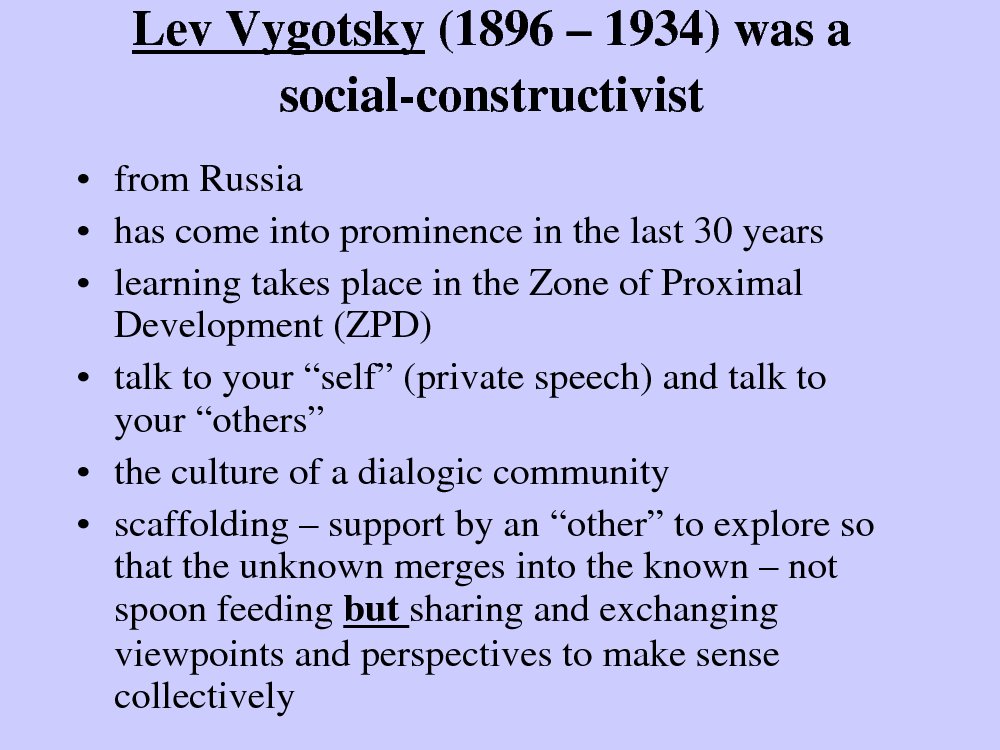 Lev Vygotsky (1896 – 1934) was a
social-constructivist
• from Russia
• has come into prominence in the last 30 years
• learning takes place in the Zone of Proximal
Development (ZPD)
• talk to your “self” (private speech) and talk to
your “others”
• the culture of a dialogic community
• scaffolding – support by an “other” to explore so
that the unknown merges into the known – not
spoon feeding but sharing and exchanging
viewpoints and perspectives to make sense
collectively